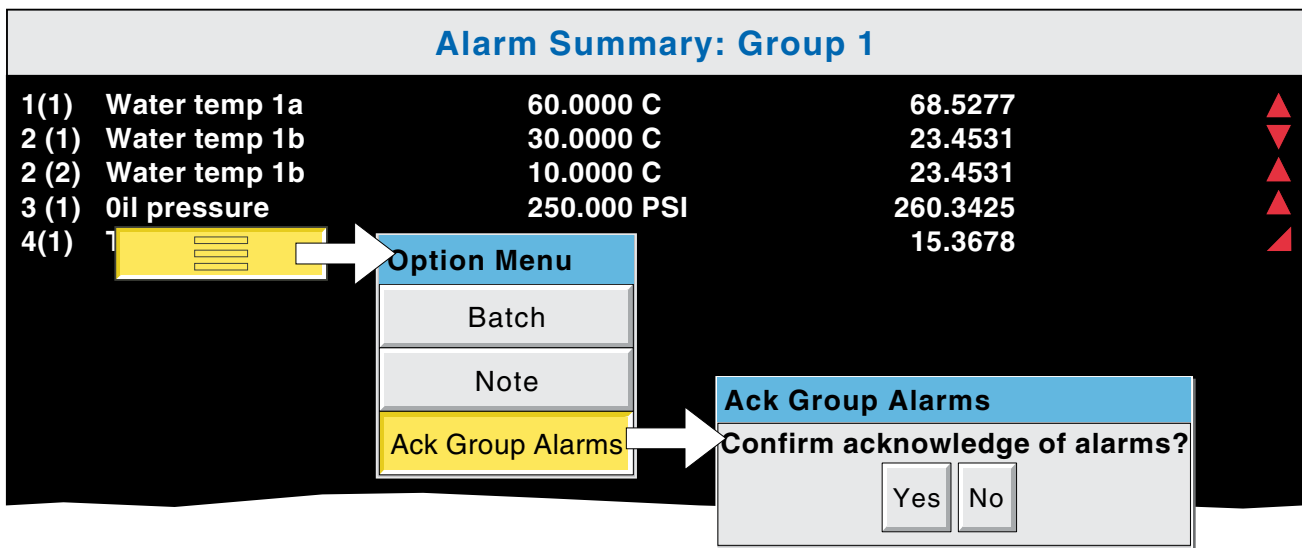 Alarm Summary: Group 1
1(1) Water temp 1a 60.0000 C 68.5277
2 (1) Water temp 1b 30.0000 C 23.4531
2 (2) Water temp 1b 10.0000 C 23.4531
3 (1) 0il pressure 250.000 PSI 260.3425
4(1) 15.3678
Option Menu
Batch
Note
Ack Group Alarms
Ack Group Alarms
Confirm acknowledge of alarms?
Yes No